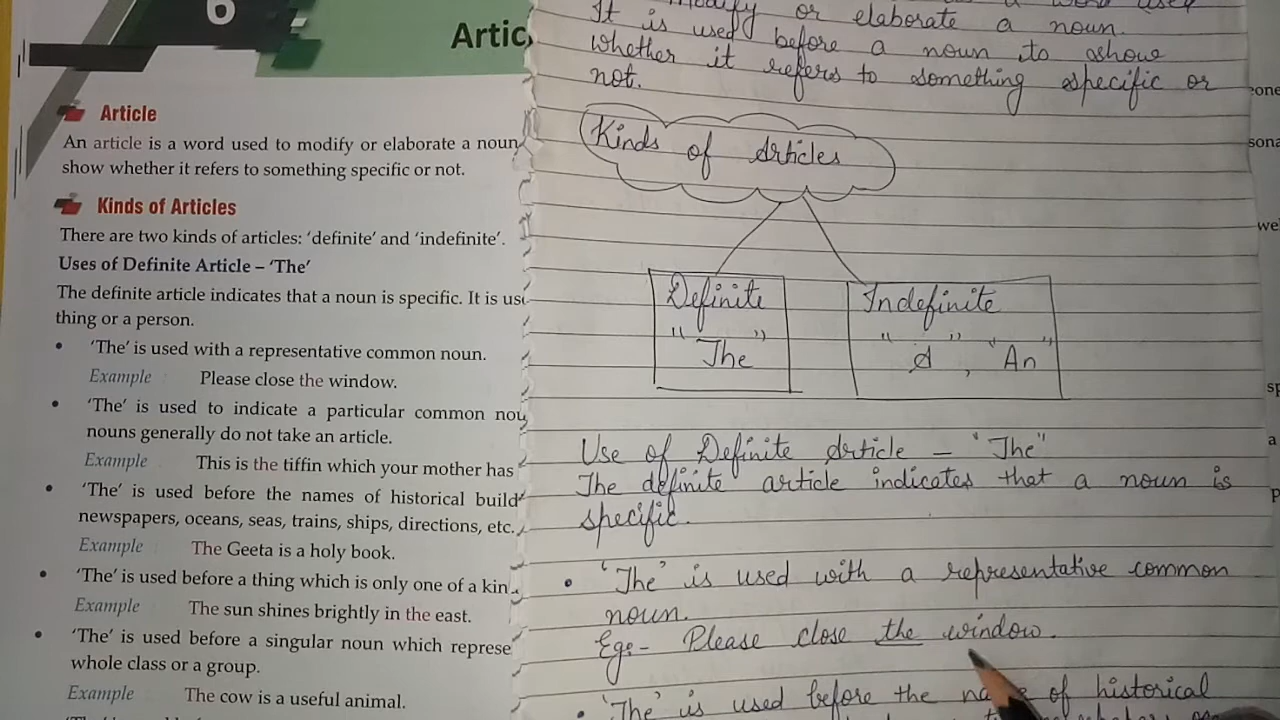 6
Artic
Article
An article is a word used to modify or elaborate a noun
show whether it refers to something specific or not.
Kinds of Articles
There are two kinds of articles: 'definite' and 'indefinite'.
Uses of Definite Article – 'The'
The definite article indicates that a noun is specific. It is us
thing or a person.
• 'The' is used with a representative common noun.
Example Please close the window.
• 'The' is used to indicate a particular common nou
nouns generally do not take an article.
Example This is the tiffin which your mother has
• 'The' is used before the names of historical build
newspapers, oceans, seas, trains, ships, directions, etc.
Example The Geeta is a holy book.
• 'The' is used before a thing which is only one of a kin
Example The sun shines brightly in the east.
• 'The' is used before a singular noun which represe
whole class or a group.
Example The cow is a useful animal.
a word used
modify or elaborate a noun.
It is used before a noun to show
whether it refers to something specific or
not.
Kinds of Articles
Definite
"The"
Indefinite
"A", "An"
Use of Definite Article – "The"
The definite article indicates that a noun is
specific.
• 'The' is used with a representative common
noun.
Eg:- Please close the window.
• 'The' is used before the name of historical
one
sona
we
sp
a
p